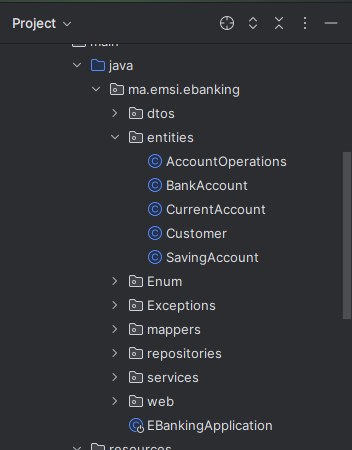 Project
main
java
ma.emsi.ebanking
dtos
entities
AccountOperations
BankAccount
CurrentAccount
Customer
SavingAccount
Enum
Exceptions
mappers
repositories
services
web
EBankingApplication
resources